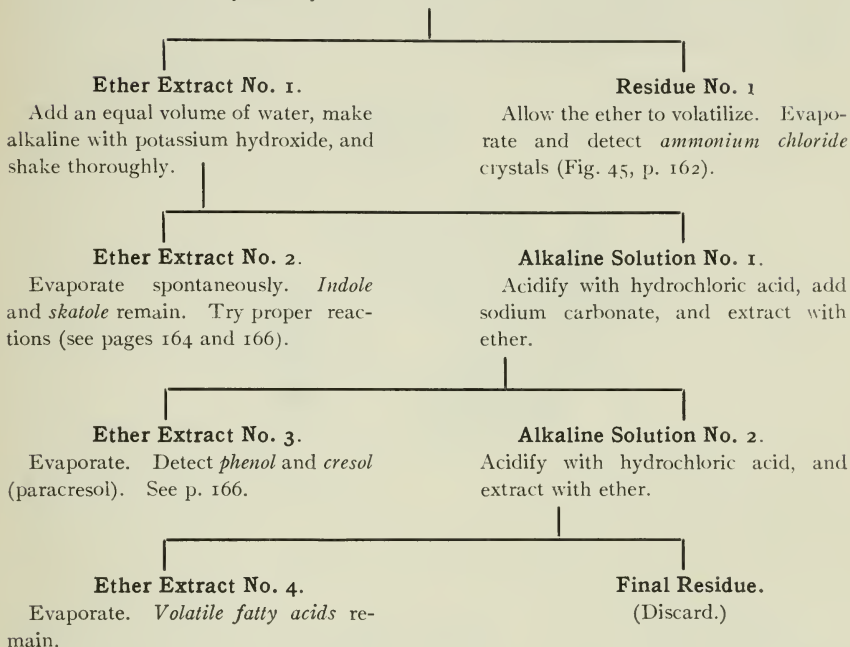 Ether Extract No. 1.
Add an equal volume of water, make
alkaline with potassium hydroxide, and
shake thoroughly.
Residue No. 1
Allow the ether to volatilize. Evapo-
rate and detect ammonium chloride
crystals (Fig. 45, p. 162).
Ether Extract No. 2.
Evaporate spontaneously. Indole
and skatole remain. Try proper reac-
tions (see pages 164 and 166).
Alkaline Solution No. 1.
Acidify with hydrochloric acid, add
sodium carbonate, and extract with
ether.
Ether Extract No. 3.
Evaporate. Detect phenol and cresol
(paracresol). See p. 166.
Alkaline Solution No. 2.
Acidify with hydrochloric acid, and
extract with ether.
Ether Extract No. 4.
Evaporate. Volatile fatty acids re-
main.
Final Residue.
(Discard.)